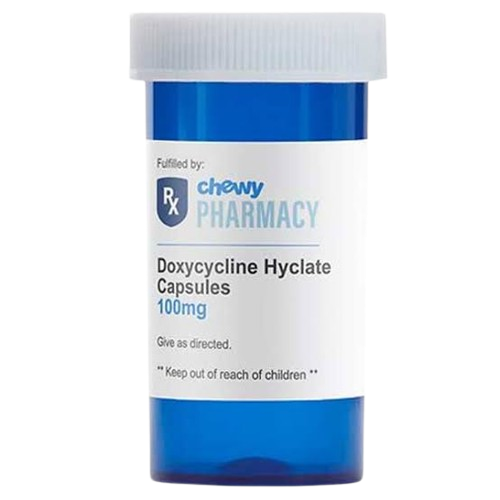 Fulfilled by:
Rx
chewy
PHARMACY
Doxycycline Hyclate
Capsules
100mg
Give as directed.
** Keep out of reach of children **